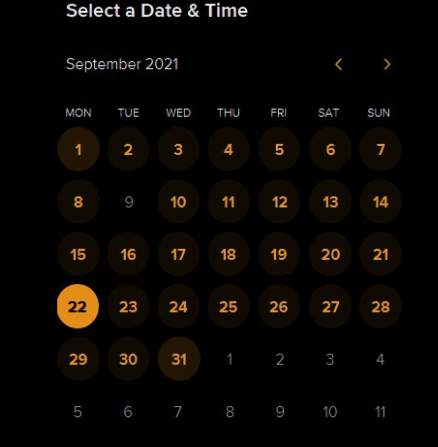 Select a Date & Time
September 2021
MON TUE WED THU FRI SAT SUN
1 2 3 4 5 6 7
8 9 10 11 12 13 14
15 16 17 18 19 20 21
22 23 24 25 26 27 28
29 30 31 1 2 3 4
5 6 7 8 9 10 11